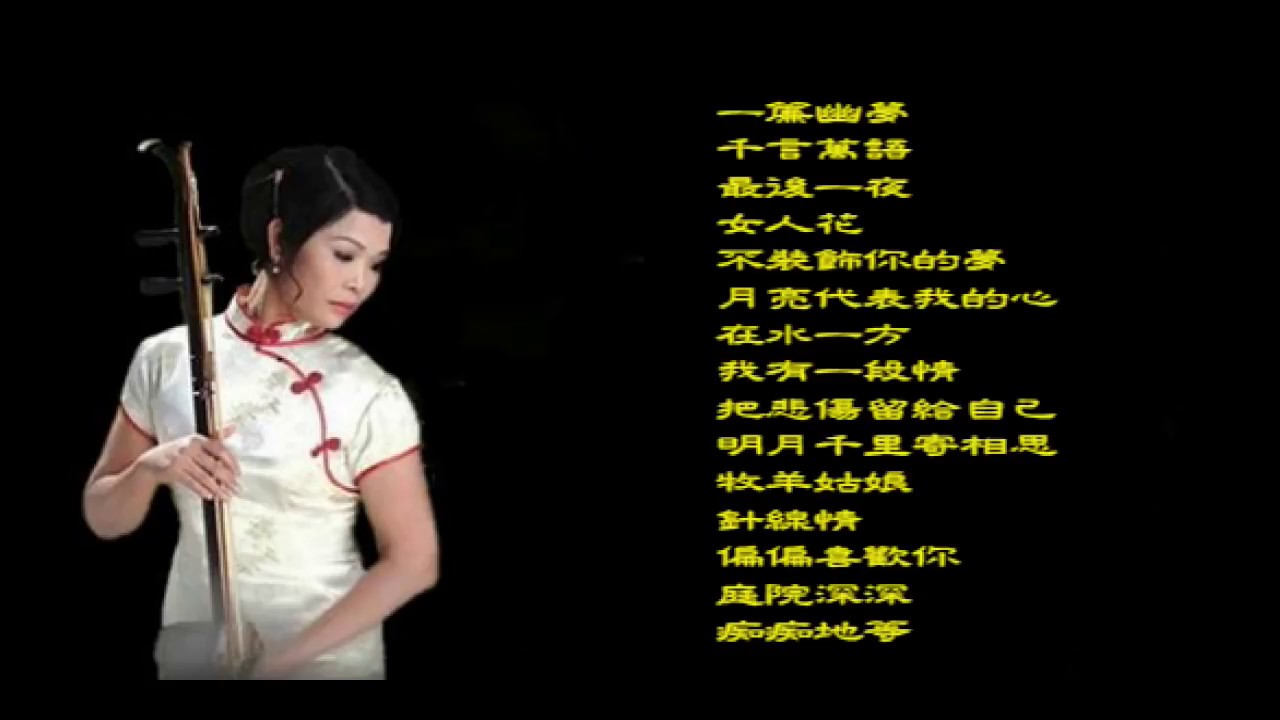 一簾幽夢
千言萬語
最後一夜
女人花
不裝飾你的夢
月亮代表我的心
在水一方
我有一段情
把悲傷留給自己
明月千里寄相思
牧羊姑娘
針線情
偏偏喜歡你
庭院深深
痴痴地等